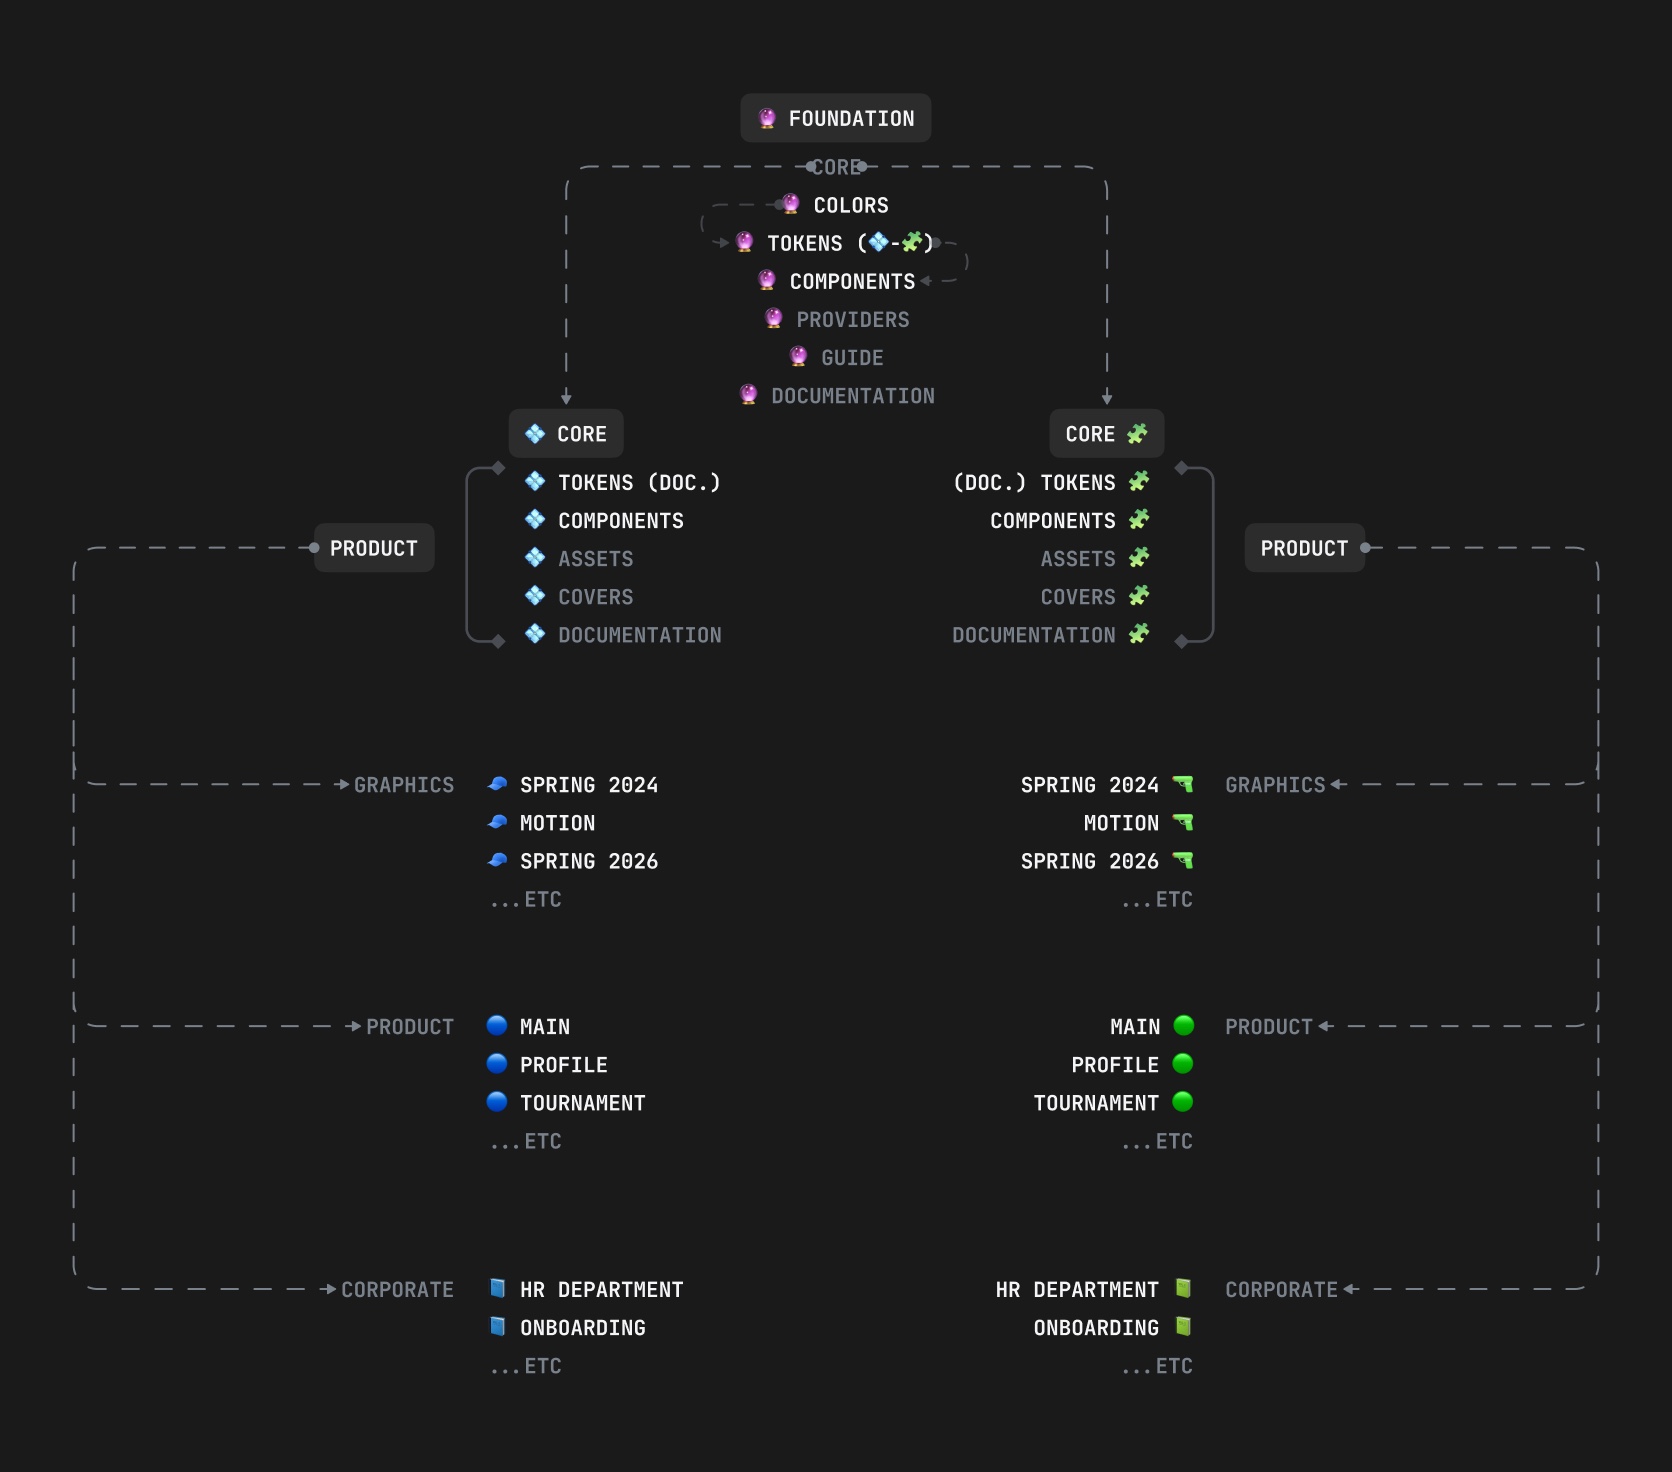 🔮 FOUNDATION
CORE
🔮 COLORS
🔮 TOKENS (💠-🧩)
🔮 COMPONENTS
🔮 PROVIDERS
🔮 GUIDE
🔮 DOCUMENTATION
💠 CORE
💠 TOKENS (DOC.)
💠 COMPONENTS
💠 ASSETS
💠 COVERS
💠 DOCUMENTATION
PRODUCT
CORE 🧩
(DOC.) TOKENS 🧩
COMPONENTS 🧩
ASSETS 🧩
COVERS 🧩
DOCUMENTATION 🧩
PRODUCT
GRAPHICS
🧢 SPRING 2024
🧢 MOTION
🧢 SPRING 2026
...ETC
SPRING 2024 🔫
MOTION 🔫
SPRING 2026 🔫
...ETC
GRAPHICS
PRODUCT
🔵 MAIN
🔵 PROFILE
🔵 TOURNAMENT
...ETC
MAIN 🟢
PROFILE 🟢
TOURNAMENT 🟢
...ETC
PRODUCT
CORPORATE
📘 HR DEPARTMENT
📘 ONBOARDING
...ETC
HR DEPARTMENT 📗
ONBOARDING 📗
...ETC
CORPORATE